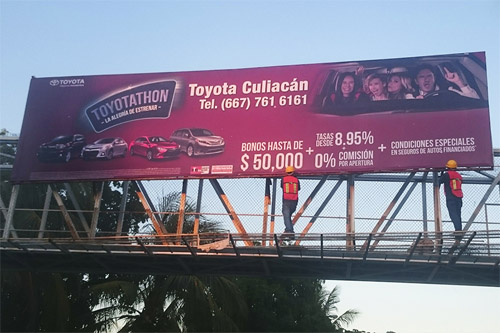 TOYOTA
TOYOTATHON
- LA ALEGRÍA DE ESTRENAR -
Toyota Culiacán
Tel. (667) 761 6161
BONOS HASTA DE
$ 50,000
+
TASAS
DESDE 8.95%
0% COMISIÓN
POR APERTURA
+
CONDICIONES ESPECIALES
EN SEGUROS DE AUTOS FINANCIADOS